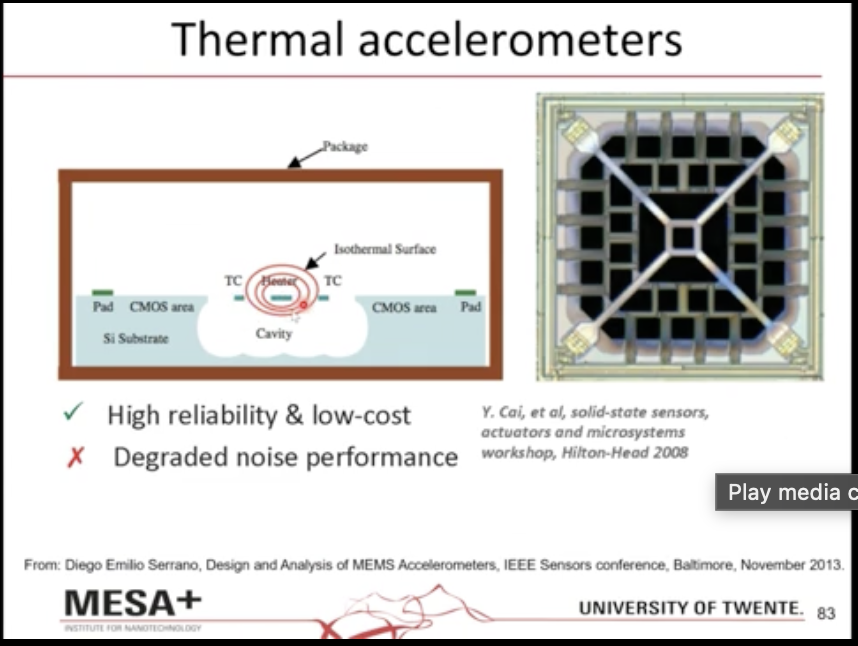 Thermal accelerometers
Package
Isothermal Surface
TC
Heater
TC
Pad
CMOS area
CMOS area
Pad
Si Substrate
Cavity
✓ High reliability & low-cost
✗ Degraded noise performance
Y. Cai, et al, solid-state sensors,
actuators and microsystems
workshop, Hilton-Head 2008
Play media c
From: Diego Emilio Serrano, Design and Analysis of MEMS Accelerometers, IEEE Sensors conference, Baltimore, November 2013.
MESA+
INSTITUTE FOR NANOTECHNOLOGY
UNIVERSITY OF TWENTE.
83